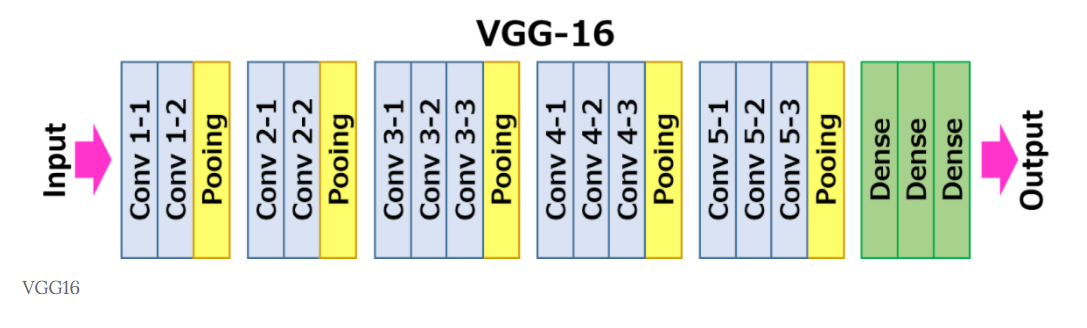 VGG-16
Input
Conv 1-1
Conv 1-2
Pooing
Conv 2-1
Conv 2-2
Pooing
Conv 3-1
Conv 3-2
Conv 3-3
Pooing
Conv 4-1
Conv 4-2
Conv 4-3
Pooing
Conv 5-1
Conv 5-2
Conv 5-3
Pooing
Dense
Dense
Dense
Output
VGG16